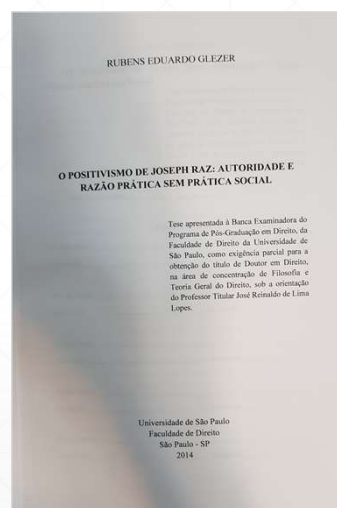 RUBENS EDUARDO GLEZER
O POSITIVISMO DE JOSEPH RAZ: AUTORIDADE E
RAZÃO PRÁTICA SEM PRÁTICA SOCIAL
Tese apresentada à Banca Examinadora do
Programa de Pós-Graduação em Direito, da
Faculdade de Direito da Universidade de
São Paulo, como exigência parcial para a
obtenção do título de Doutor em Direito,
na área de concentração de Filosofia e
Teoria Geral do Direito, sob a orientação
do Professor Titular José Reinaldo de Lima
Lopes.
Universidade de São Paulo
Faculdade de Direito
São Paulo - SP
2014